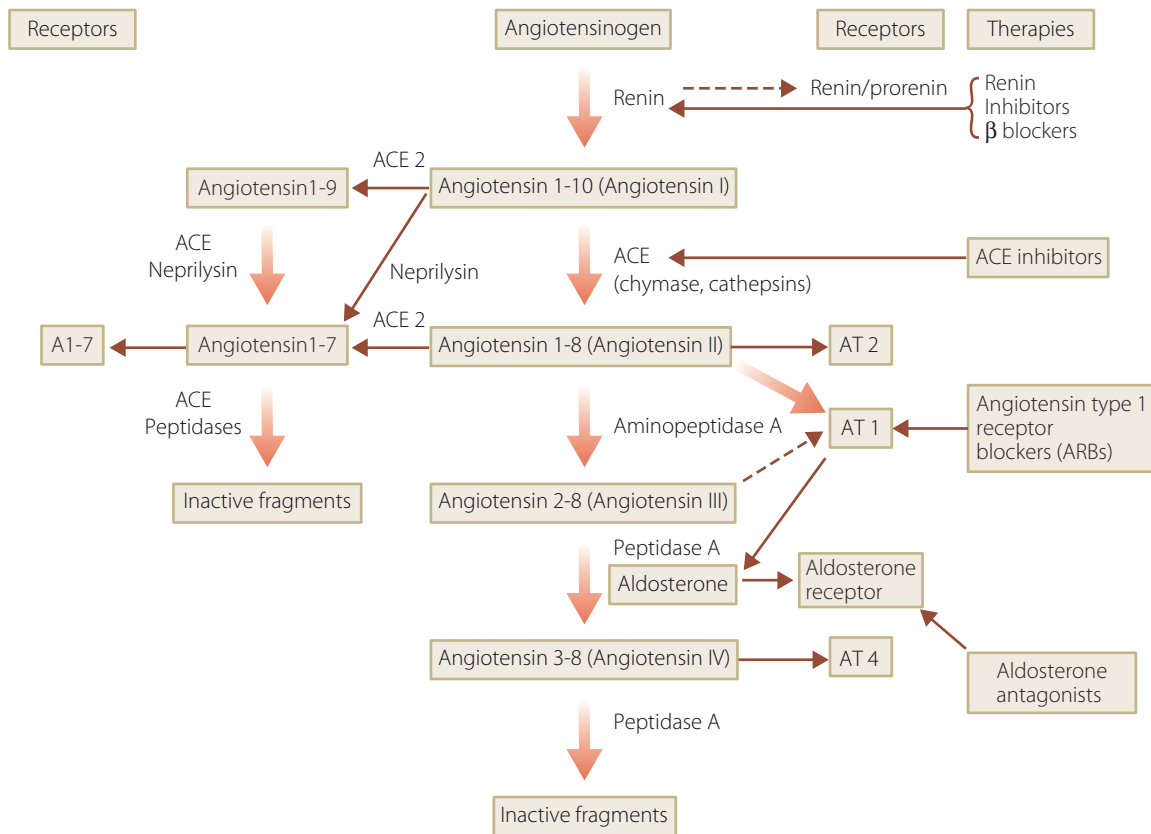 Receptors
Angiotensinogen
Receptors
Therapies
Renin
Renin/prorenin
Renin
Inhibitors
β blockers
ACE 2
Angiotensin1-9
Angiotensin 1-10 (Angiotensin I)
ACE
Neprilysin
Neprilysin
ACE
(chymase, cathepsins)
ACE inhibitors
ACE 2
A1-7
Angiotensin1-7
Angiotensin 1-8 (Angiotensin II)
AT 2
ACE
Peptidases
Aminopeptidase A
AT 1
Angiotensin type 1
receptor
blockers (ARBs)
Inactive fragments
Angiotensin 2-8 (Angiotensin III)
Peptidase A
Aldosterone
Aldosterone
receptor
Angiotensin 3-8 (Angiotensin IV)
AT 4
Aldosterone
antagonists
Peptidase A
Inactive fragments